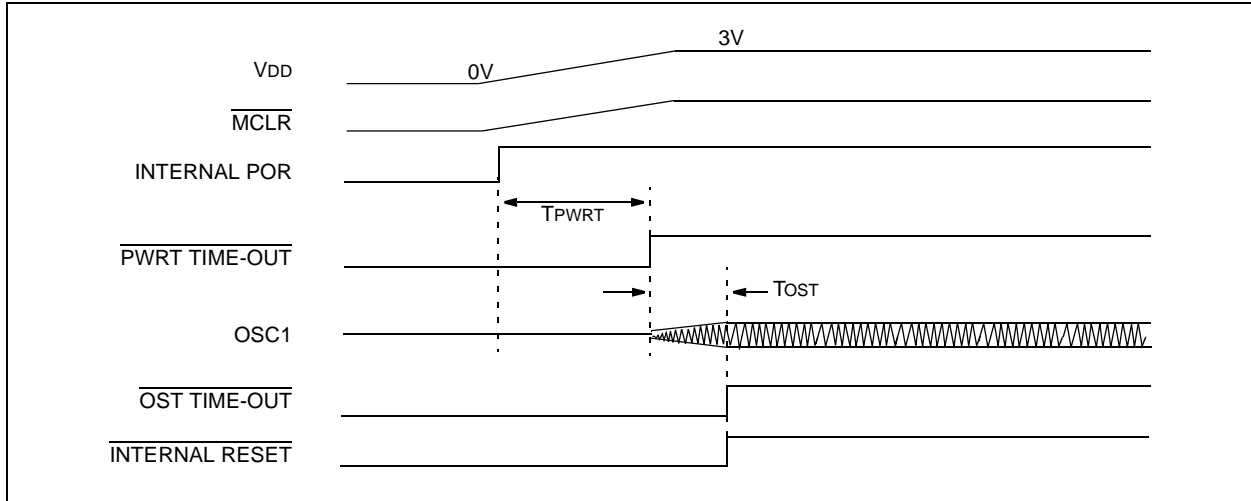 3V
VDD
0V
MCLR
INTERNAL POR
TPWRT
PWRT TIME-OUT
TOST
OSC1
OST TIME-OUT
INTERNAL RESET